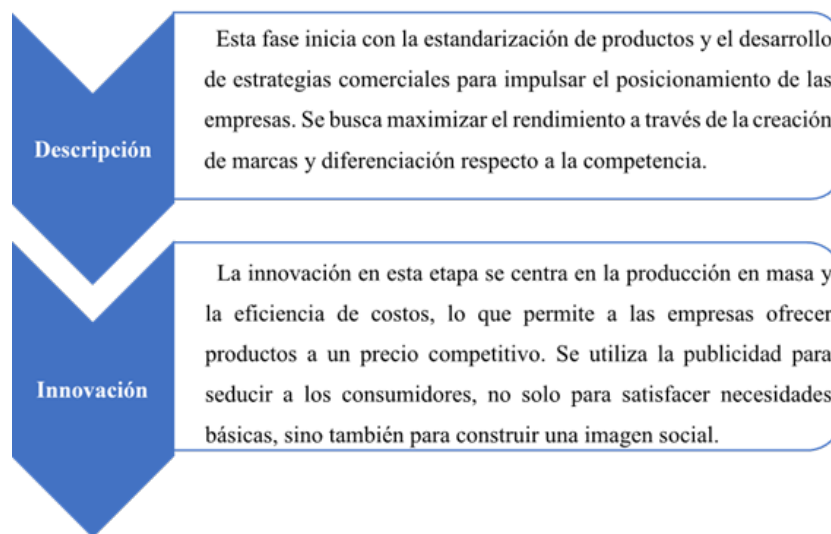 Descripción
Esta fase inicia con la estandarización de productos y el desarrollo
de estrategias comerciales para impulsar el posicionamiento de las
empresas. Se busca maximizar el rendimiento a través de la creación
de marcas y diferenciación respecto a la competencia.
Innovación
La innovación en esta etapa se centra en la producción en masa y
la eficiencia de costos, lo que permite a las empresas ofrecer
productos a un precio competitivo. Se utiliza la publicidad para
seducir a los consumidores, no solo para satisfacer necesidades
básicas, sino también para construir una imagen social.